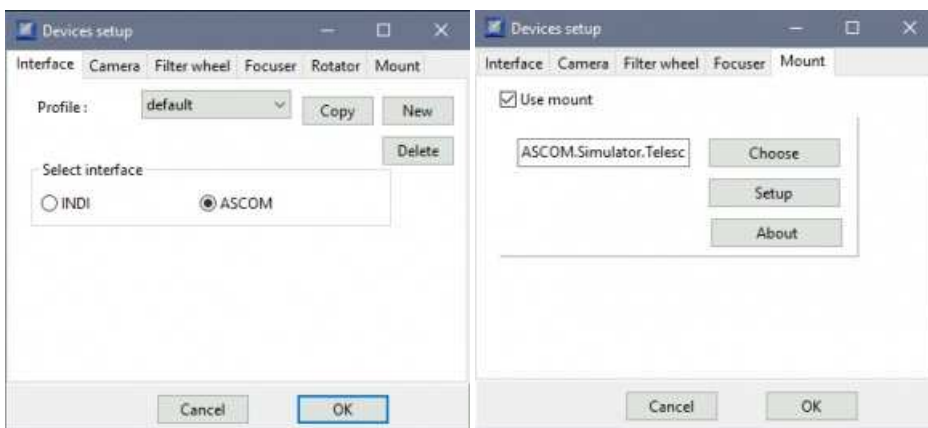 Devices setup
Interface Camera Filter wheel Focuser Rotator Mount
Profile :
default
Copy
New
Delete
Select interface
INDI
ASCOM
Cancel
OK
Devices setup
Interface Camera Filter wheel Focuser Mount
Use mount
ASCOM.Simulator.Telesc
Choose
Setup
About
Cancel
OK